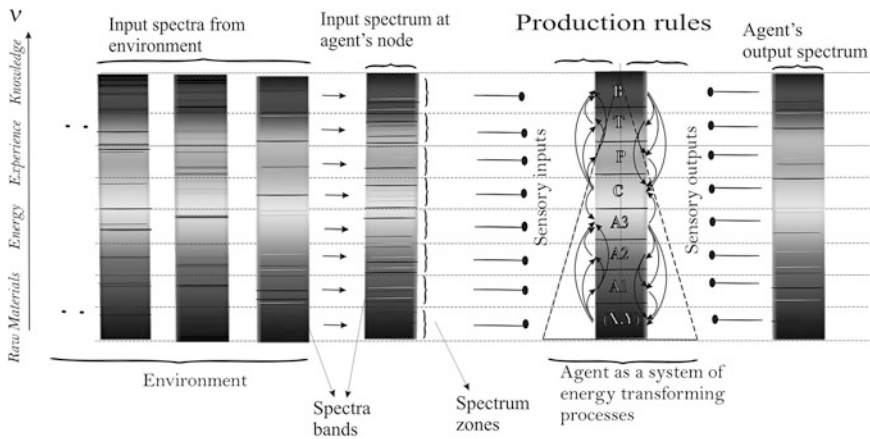 ν
Input spectra from
environment
Input spectrum at
agent's node
Production rules
Agent's
output spectrum
Knowledge
Experience
Energy
Raw Materials
Sensory inputs
B
T
P
C
A3
A2
A1
(X,Y)
Sensory outputs
Environment
Spectra
bands
Spectrum
zones
Agent as a system of
energy transforming
processes